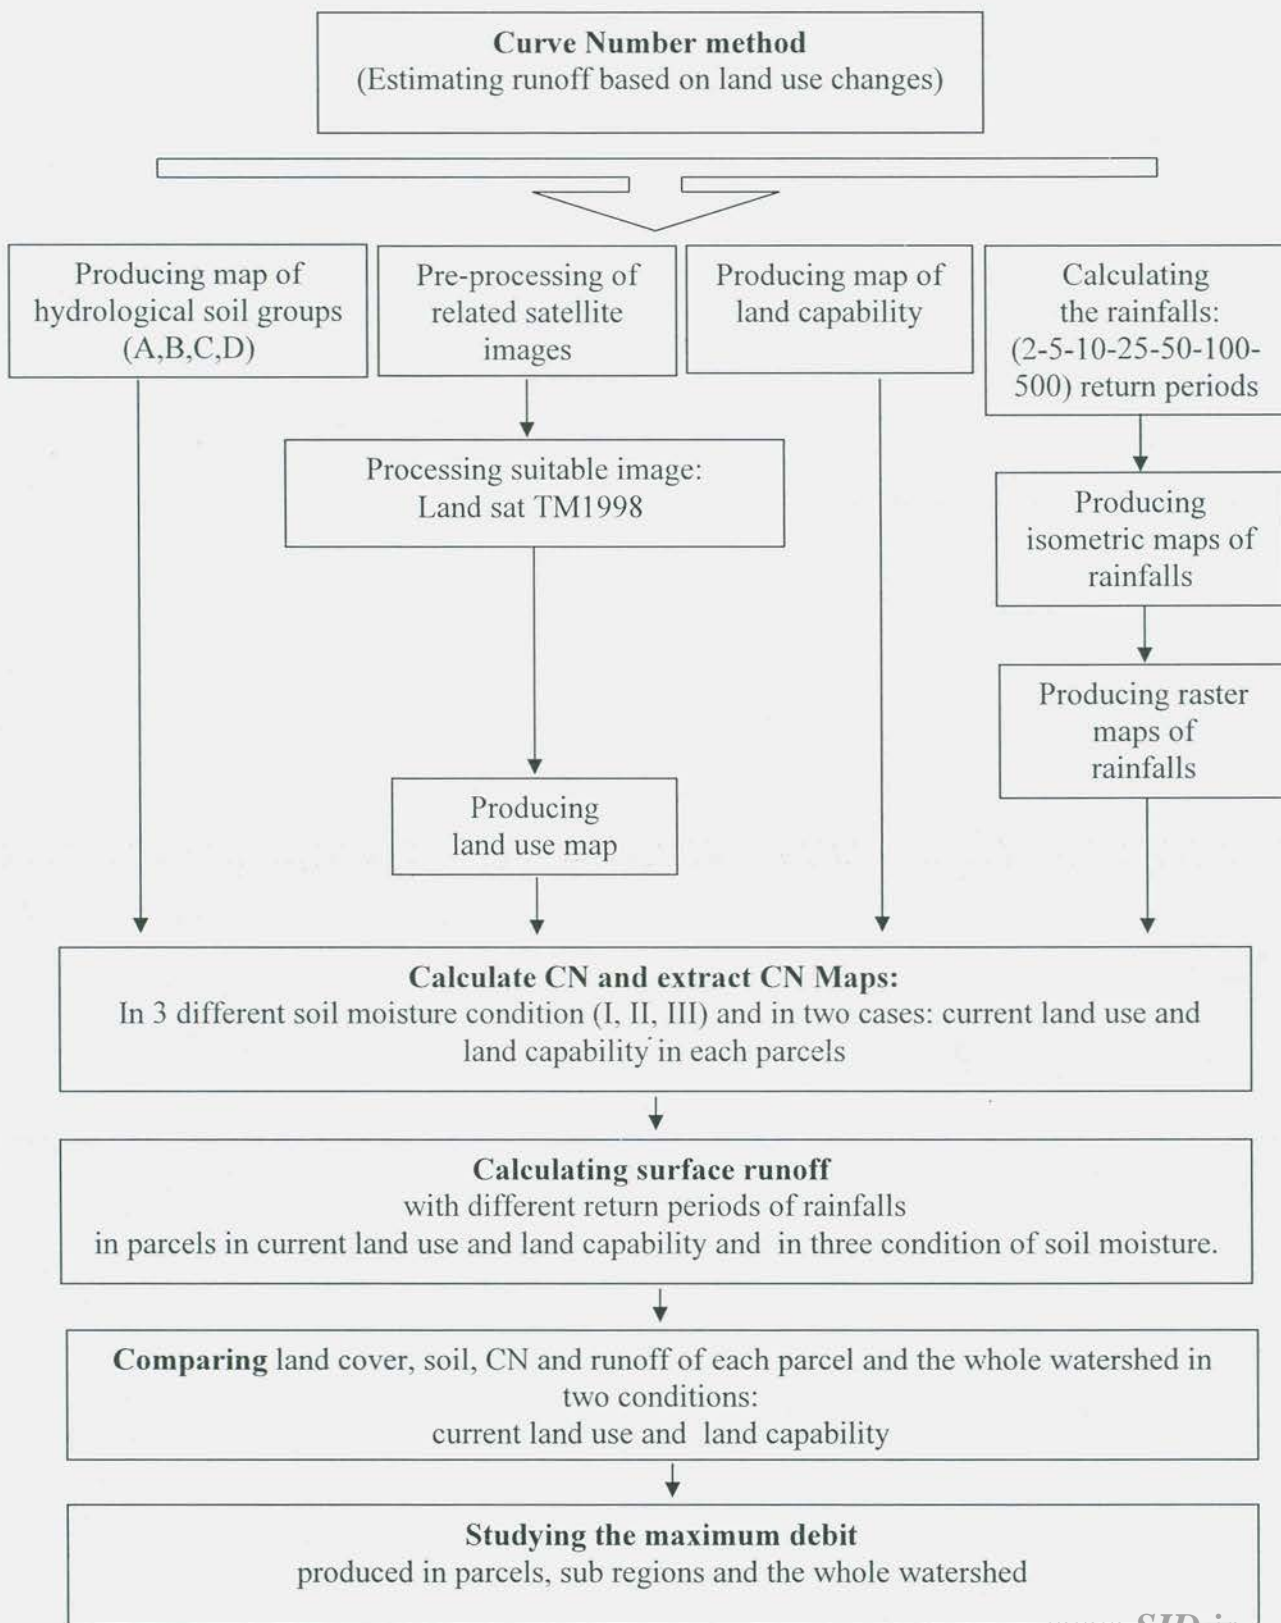 Curve Number method
(Estimating runoff based on land use changes)
Producing map of
hydrological soil groups
(A,B,C,D)
Pre-processing of
related satellite
images
Producing map of
land capability
Calculating
the rainfalls:
(2-5-10-25-50-100-
500) return periods
Processing suitable image:
Land sat TM1998
Producing
isometric maps of
rainfalls
Producing raster
maps of
rainfalls
Producing
land use map
Calculate CN and extract CN Maps:
In 3 different soil moisture condition (I, II, III) and in two cases: current land use and
land capability in each parcels
Calculating surface runoff
with different return periods of rainfalls
in parcels in current land use and land capability and in three condition of soil moisture.
Comparing land cover, soil, CN and runoff of each parcel and the whole watershed in
two conditions:
current land use and land capability
Studying the maximum debit
produced in parcels, sub regions and the whole watershed